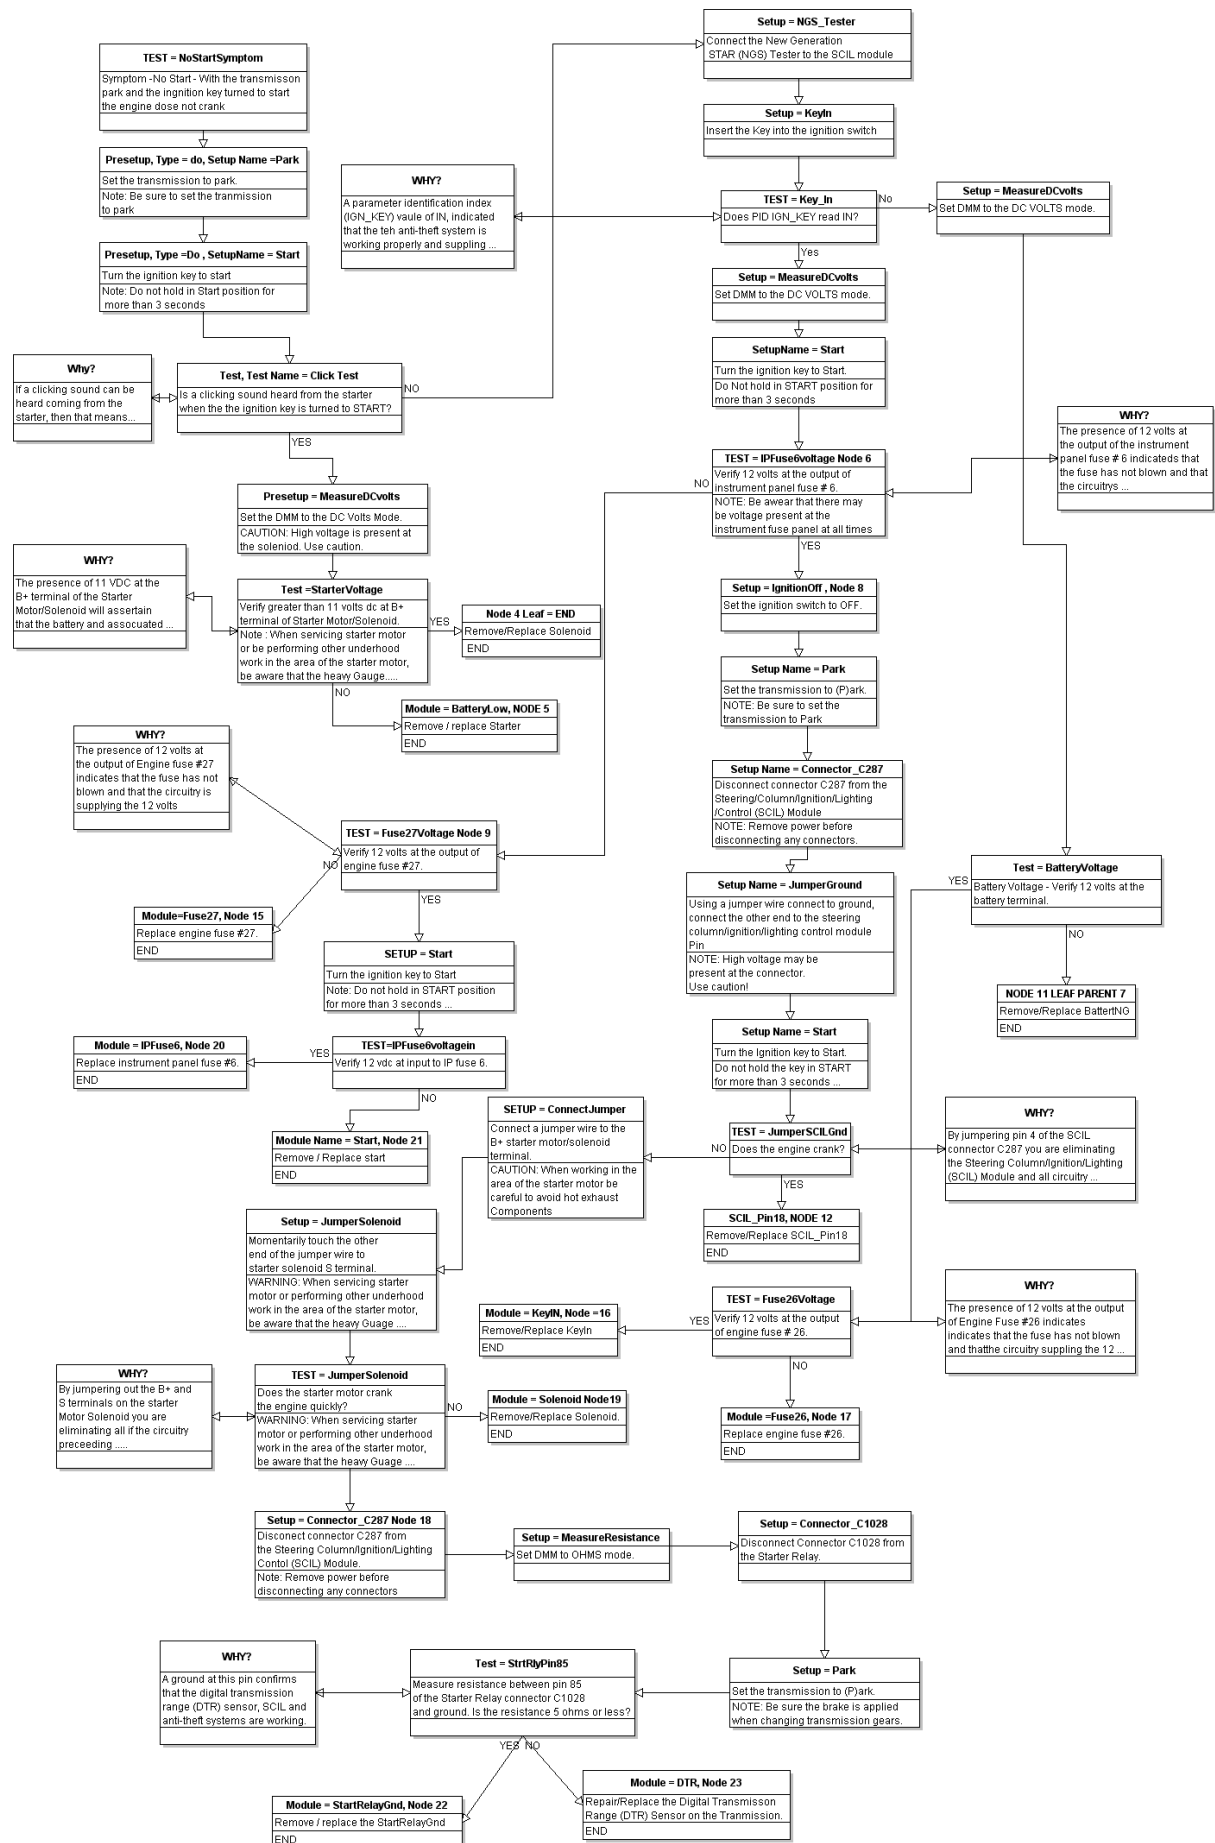 Setup = NGS_Tester
Connect the New Generation
STAR (NGS) Tester to the SCIL module
TEST = NoStartSymptom
Symptom -No Start - With the transmisson
park and the ingnition key turned to start
the engine dose not crank
Setup = KeyIn
Insert the Key into the ignition switch
Presetup, Type = do, Setup Name =Park
Set the transmission to park.
Note: Be sure to set the tranmission
to park
WHY?
A parameter identification index
(IGN_KEY) vaule of IN, indicated
that the teh anti-theft system is
working properly and suppling ...
TEST = Key_In
Does PID IGN_KEY read IN?
No
Yes
Setup = MeasureDCvolts
Set DMM to the DC VOLTS mode.
Presetup, Type =Do , SetupName = Start
Turn the ignition key to start
Note: Do not hold in Start position for
more than 3 seconds
Setup = MeasureDCvolts
Set DMM to the DC VOLTS mode.
SetupName = Start
Turn the ignition key to Start.
Do Not hold in START position for
more than 3 seconds
Why?
If a clicking sound can be
heard coming from the
starter, then that means...
Test, Test Name = Click Test
Is a clicking sound heard from the starter
when the the ignition key is turned to START?
NO
YES
WHY?
The presence of 12 volts at
the output of the instrument
panel fuse # 6 indicateds that
the fuse has not blown and that
the circuitrys ...
TEST = IPFuse6voltage Node 6
Verify 12 volts at the output of
instrument panel fuse # 6.
NOTE: Be awear that there may
be voltage present at the
instrument fuse panel at all times
NO
YES
Presetup = MeasureDCvolts
Set the DMM to the DC Volts Mode.
CAUTION: High voltage is present at
the soleniod. Use caution.
WHY?
The presence of 11 VDC at the
B+ terminal of the Starter
Motor/Solenoid will assertain
that the battery and assocuated ...
Test =StarterVoltage
Verify greater than 11 volts dc at B+
terminal of Starter Motor/Solenoid.
Note : When servicing starter motor
or be performing other underhood
work in the area of the starter motor,
be aware that the heavy Gauge.....
YES
NO
Node 4 Leaf = END
Remove/Replace Solenoid
END
Setup = IgnitionOff , Node 8
Set the ignition switch to OFF.
Setup Name = Park
Set the transmission to (P)ark.
NOTE: Be sure to set the
transmission to Park
Module = BatteryLow, NODE 5
Remove / replace Starter
END
WHY?
The presence of 12 volts at
the output of Engine fuse #27
indicates that the fuse has not
blown and that the circuitry is
supplying the 12 volts
Setup Name = Connector_C287
Disconnect connector C287 from the
Steering/Column/Ignition/Lighting
/Control (SCIL) Module
NOTE: Remove power before
disconnecting any connectors.
TEST = Fuse27Voltage Node 9
Verify 12 volts at the output of
engine fuse #27.
NO
YES
Test = BatteryVoltage
Battery Voltage - Verify 12 volts at the
battery terminal.
YES
NO
Setup Name = JumperGround
Using a jumper wire connect to ground,
connect the other end to the steering
column/ignition/lighting control module
Pin
NOTE: High voltage may be
present at the connector.
Use caution!
Module=Fuse27, Node 15
Replace engine fuse #27.
END
SETUP = Start
Turn the ignition key to Start
Note: Do not hold in START position
for more than 3 seconds ...
NODE 11 LEAF PARENT 7
Remove/Replace BattertNG
END
Setup Name = Start
Turn the Ignition key to Start.
Do not hold the key in START
for more than 3 seconds ...
Module = IPFuse6, Node 20
Replace instrument panel fuse #6.
END
YES
TEST=IPFuse6voltagein
Verify 12 vdc at input to IP fuse 6.
NO
Module Name = Start, Node 21
Remove / Replace start
END
SETUP = ConnectJumper
Connect a jumper wire to the
B+ starter motor/solenoid
terminal.
CAUTION: When working in the
area of the starter motor be
careful to avoid hot exhaust
Components
NO
TEST = JumperSCILGnd
Does the engine crank?
YES
WHY?
By jumpering pin 4 of the SCIL
connector C287 you are eliminating
the Steering Column/Ignition/Lighting
(SCIL) Module and all circuitry ...
SCIL_Pin18, NODE 12
Remove/Replace SCIL_Pin18
END
Setup = JumperSolenoid
Momentarily touch the other
end of the jumper wire to
starter solenoid S terminal.
WARNING: When servicing starter
motor or performing other underhood
work in the area of the starter motor,
be aware that the heavy Guage ....
Module = KeyIN, Node =16
Remove/Replace KeyIn
END
YES
TEST = Fuse26Voltage
Verify 12 volts at the output
of engine fuse # 26.
NO
WHY?
The presence of 12 volts at the output
of Engine Fuse #26 indicates
indicates that the fuse has not blown
and thatthe circuitry suppling the 12 ...
WHY?
By jumpering out the B+ and
S terminals on the starter
Motor Solenoid you are
eliminating all if the circuitry
preceeding .....
TEST = JumperSolenoid
Does the starter motor crank
the engine quickly?
WARNING: When servicing starter
motor or performing other underhood
work in the area of the starter motor,
be aware that the heavy Guage ....
NO
Module = Solenoid Node19
Remove/Replace Solenoid.
END
Module =Fuse26, Node 17
Replace engine fuse #26.
END
Setup = Connector_C287 Node 18
Disconect connector C287 from
the Steering Column/Ignition/Lighting
Contol (SCIL) Module.
Note: Remove power before
disconnecting any connectors
Setup = MeasureResistance
Set DMM to OHMS mode.
Setup = Connector_C1028
Disconnect Connector C1028 from
the Starter Relay.
WHY?
A ground at this pin confirms
that the digital transmission
range (DTR) sensor, SCIL and
anti-theft systems are working.
Test = StrtRlyPin85
Measure resistance between pin 85
of the Starter Relay connector C1028
and ground. Is the resistance 5 ohms or less?
YES NO
Setup = Park
Set the transmission to (P)ark.
NOTE: Be sure the brake is applied
when changing transmission gears.
Module = StartRelayGnd, Node 22
Remove / replace the StartRelayGnd
END
Module = DTR, Node 23
Repair/Replace the Digital Transmisson
Range (DTR) Sensor on the Tranmission.
END